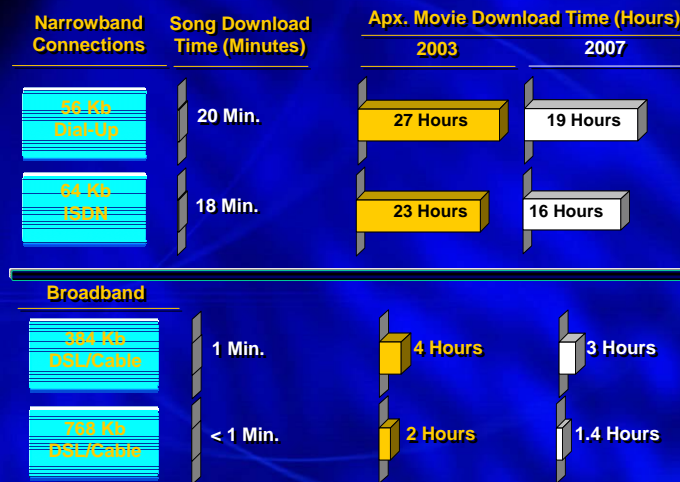 Narrowband Connections
Song Download Time (Minutes)
Apx. Movie Download Time (Hours)
2003
2007
56 Kb
Dial-Up
20 Min.
27 Hours
19 Hours
64 Kb
ISDN
18 Min.
23 Hours
16 Hours
Broadband
384 Kb
DSL/Cable
1 Min.
4 Hours
3 Hours
768 Kb
DSL/Cable
< 1 Min.
2 Hours
1.4 Hours